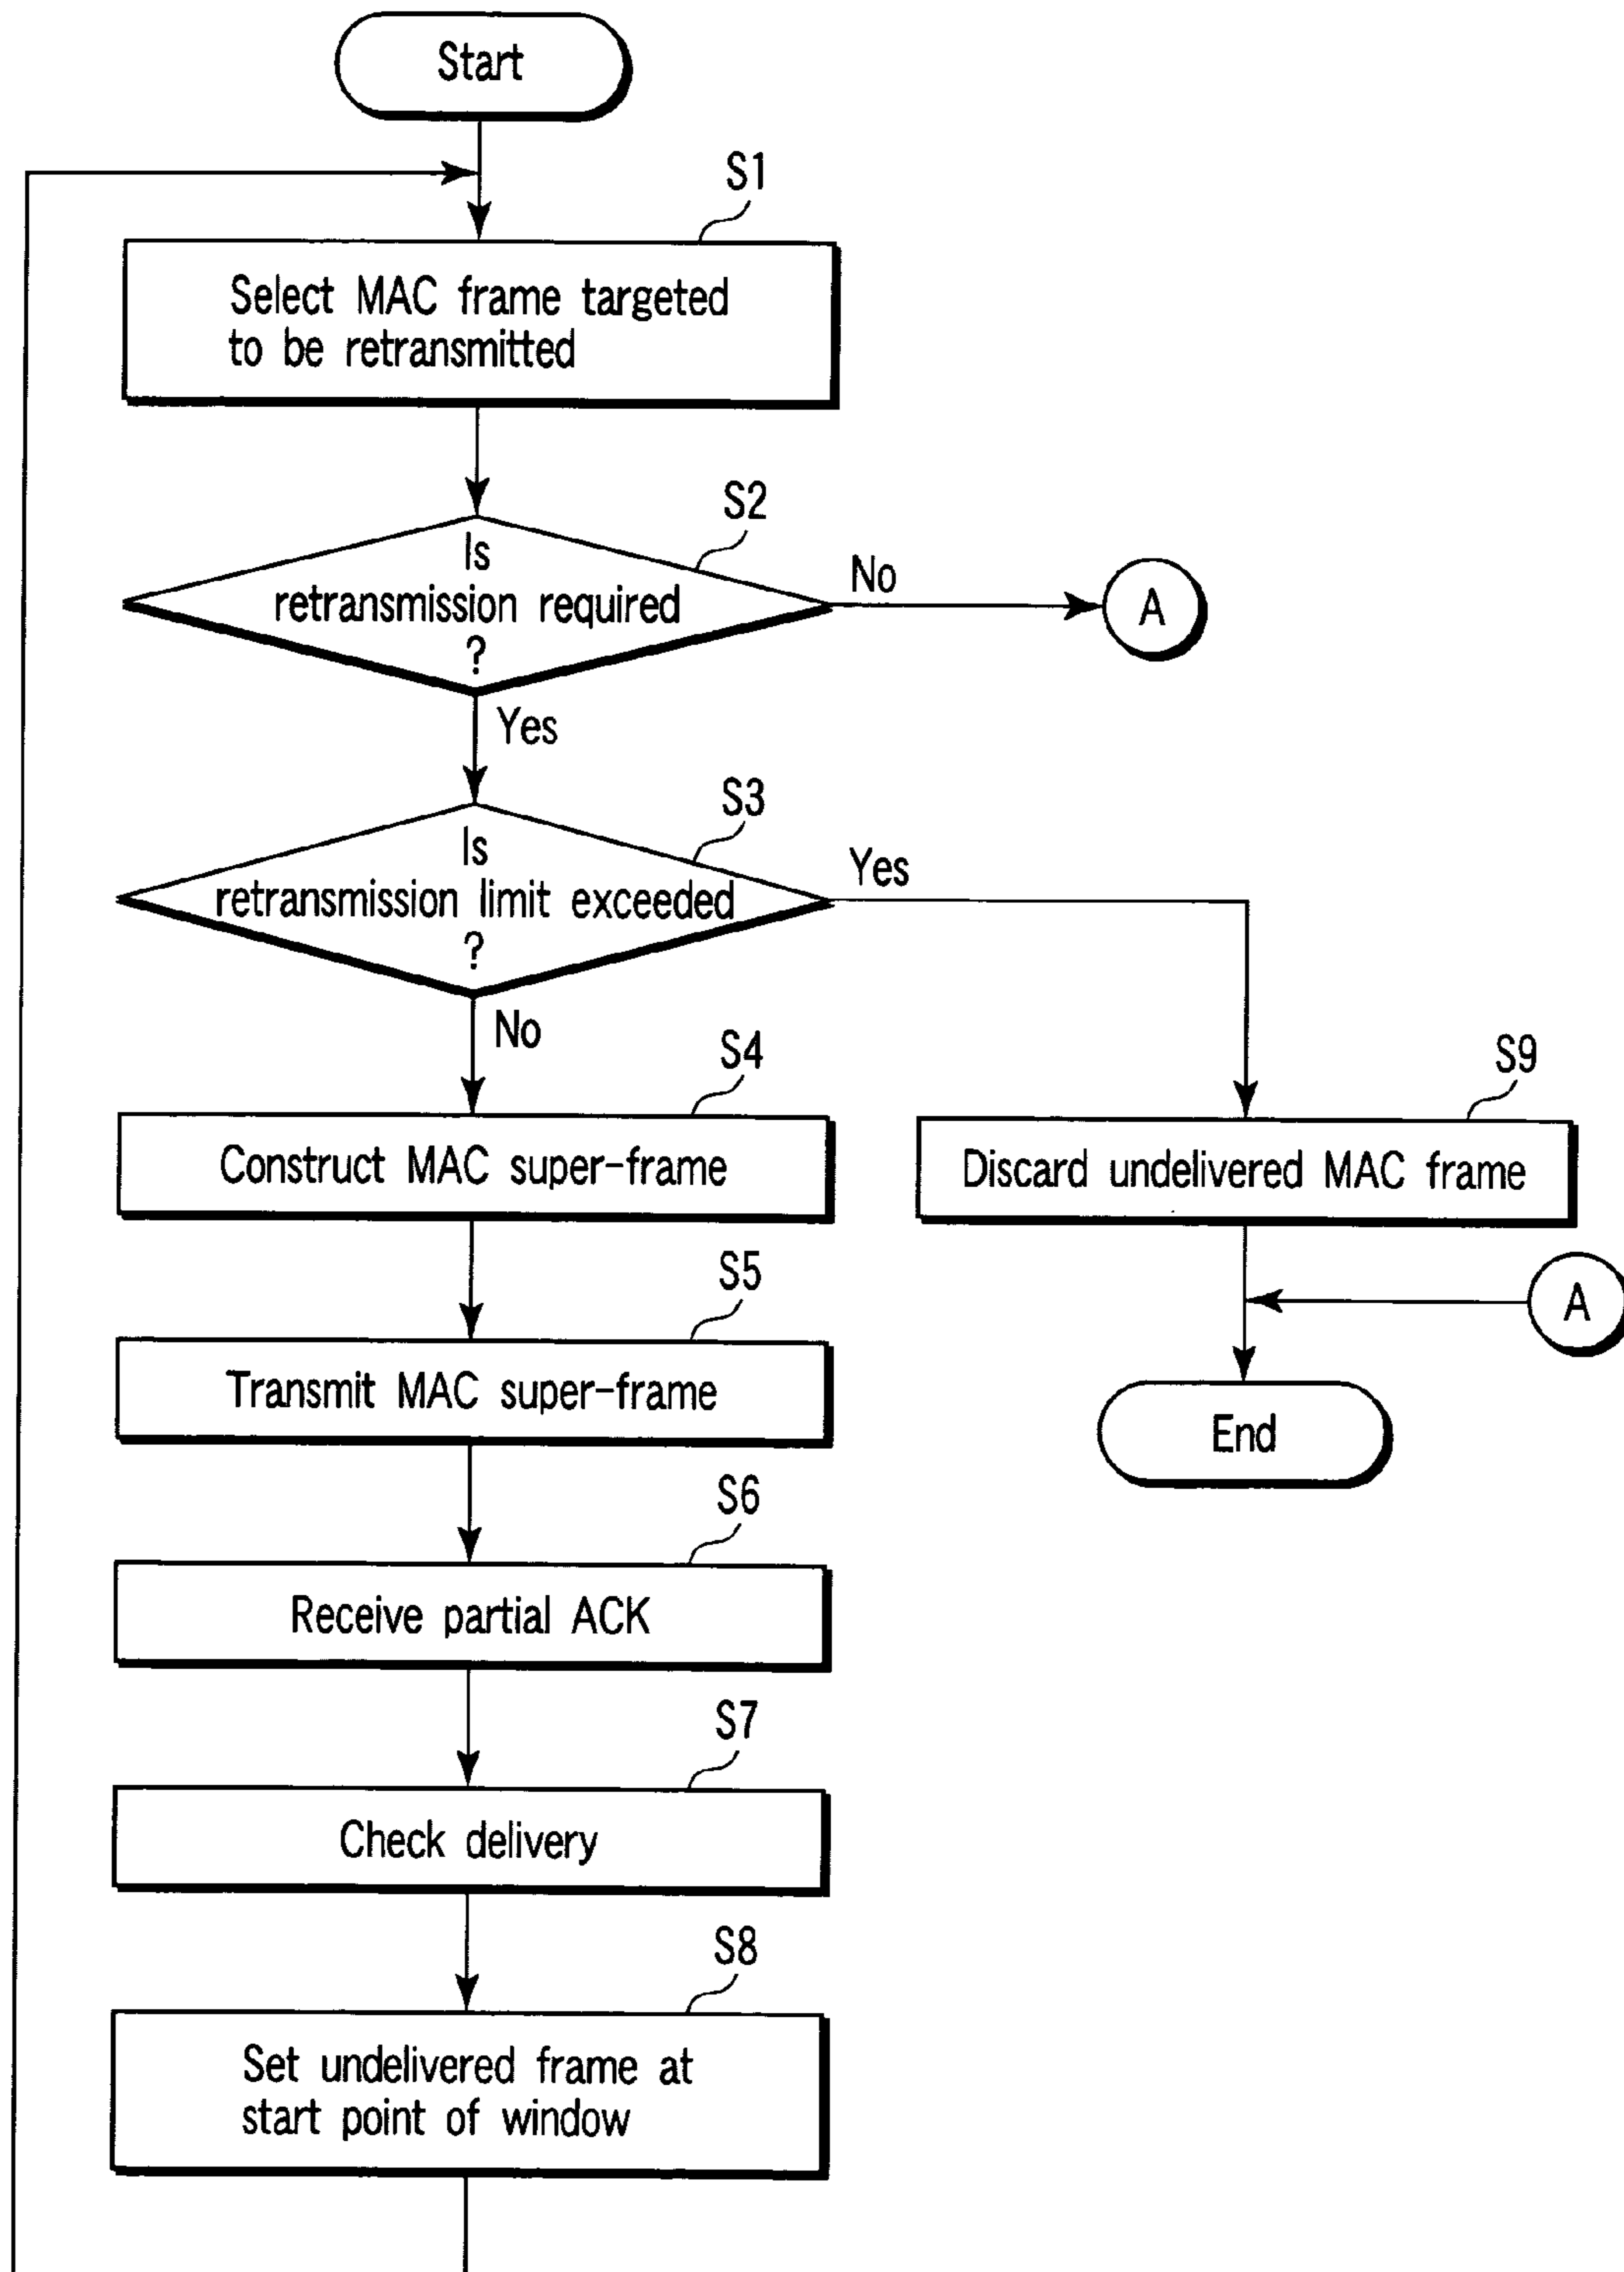 Start
S1
Select MAC frame targeted
to be retransmitted
S2
Is
retransmission required
?
No
A
Yes
S3
Is
retransmission limit exceeded
?
Yes
No
S4
Construct MAC super-frame
S9
Discard undelivered MAC frame
S5
Transmit MAC super-frame
A
End
S6
Receive partial ACK
S7
Check delivery
S8
Set undelivered frame at
start point of window